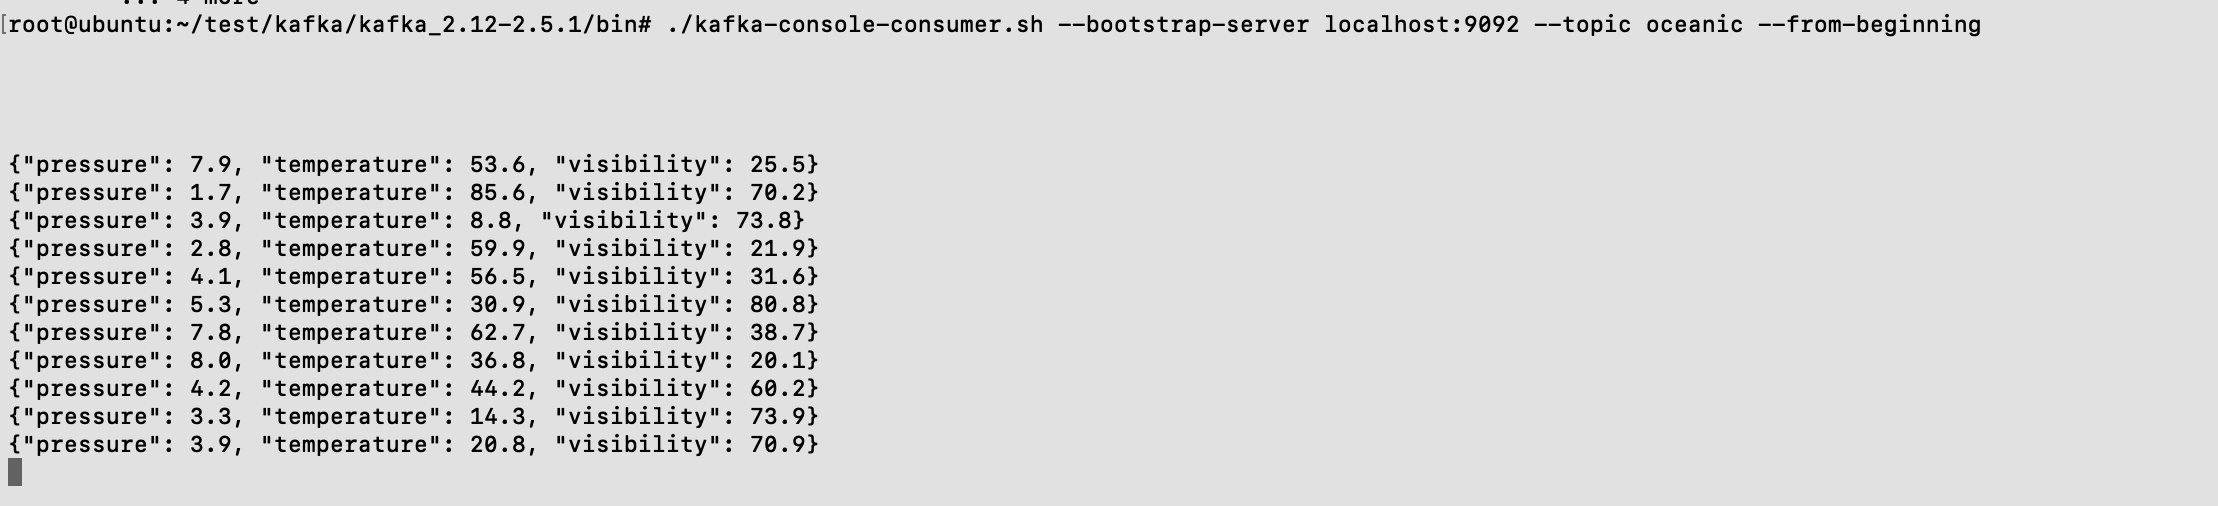 ... 4 more
[root@ubuntu:~/test/kafka/kafka_2.12-2.5.1/bin# ./kafka-console-consumer.sh --bootstrap-server localhost:9092 --topic oceanic --from-beginning
{"pressure": 7.9, "temperature": 53.6, "visibility": 25.5}
{"pressure": 1.7, "temperature": 85.6, "visibility": 70.2}
{"pressure": 3.9, "temperature": 8.8, "visibility": 73.8}
{"pressure": 2.8, "temperature": 59.9, "visibility": 21.9}
{"pressure": 4.1, "temperature": 56.5, "visibility": 31.6}
{"pressure": 5.3, "temperature": 30.9, "visibility": 80.8}
{"pressure": 7.8, "temperature": 62.7, "visibility": 38.7}
{"pressure": 8.0, "temperature": 36.8, "visibility": 20.1}
{"pressure": 4.2, "temperature": 44.2, "visibility": 60.2}
{"pressure": 3.3, "temperature": 14.3, "visibility": 73.9}
{"pressure": 3.9, "temperature": 20.8, "visibility": 70.9}